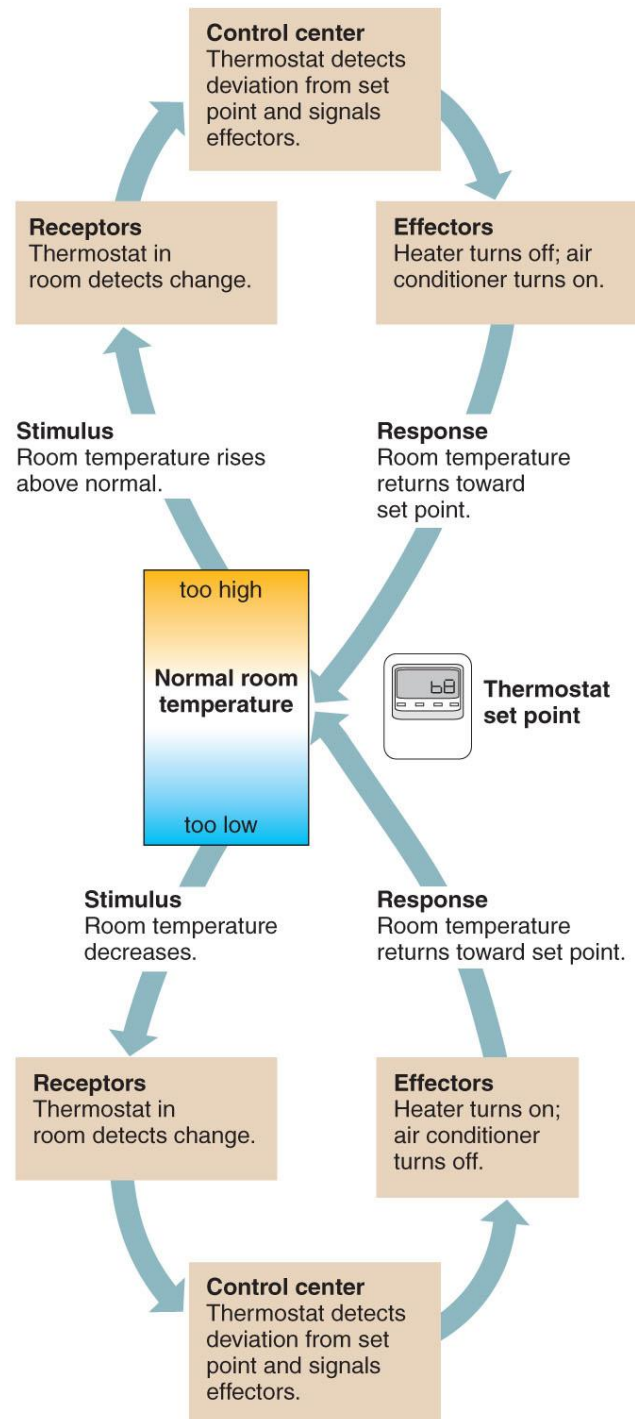 Control center
Thermostat detects
deviation from set
point and signals
effectors.
Receptors
Thermostat in
room detects change.
Effectors
Heater turns off; air
conditioner turns on.
Stimulus
Room temperature rises
above normal.
Response
Room temperature
returns toward
set point.
too high
Normal room
temperature
too low
68
Thermostat
set point
Stimulus
Room temperature
decreases.
Response
Room temperature
returns toward set point.
Receptors
Thermostat in
room detects change.
Effectors
Heater turns on;
air conditioner
turns off.
Control center
Thermostat detects
deviation from set
point and signals
effectors.